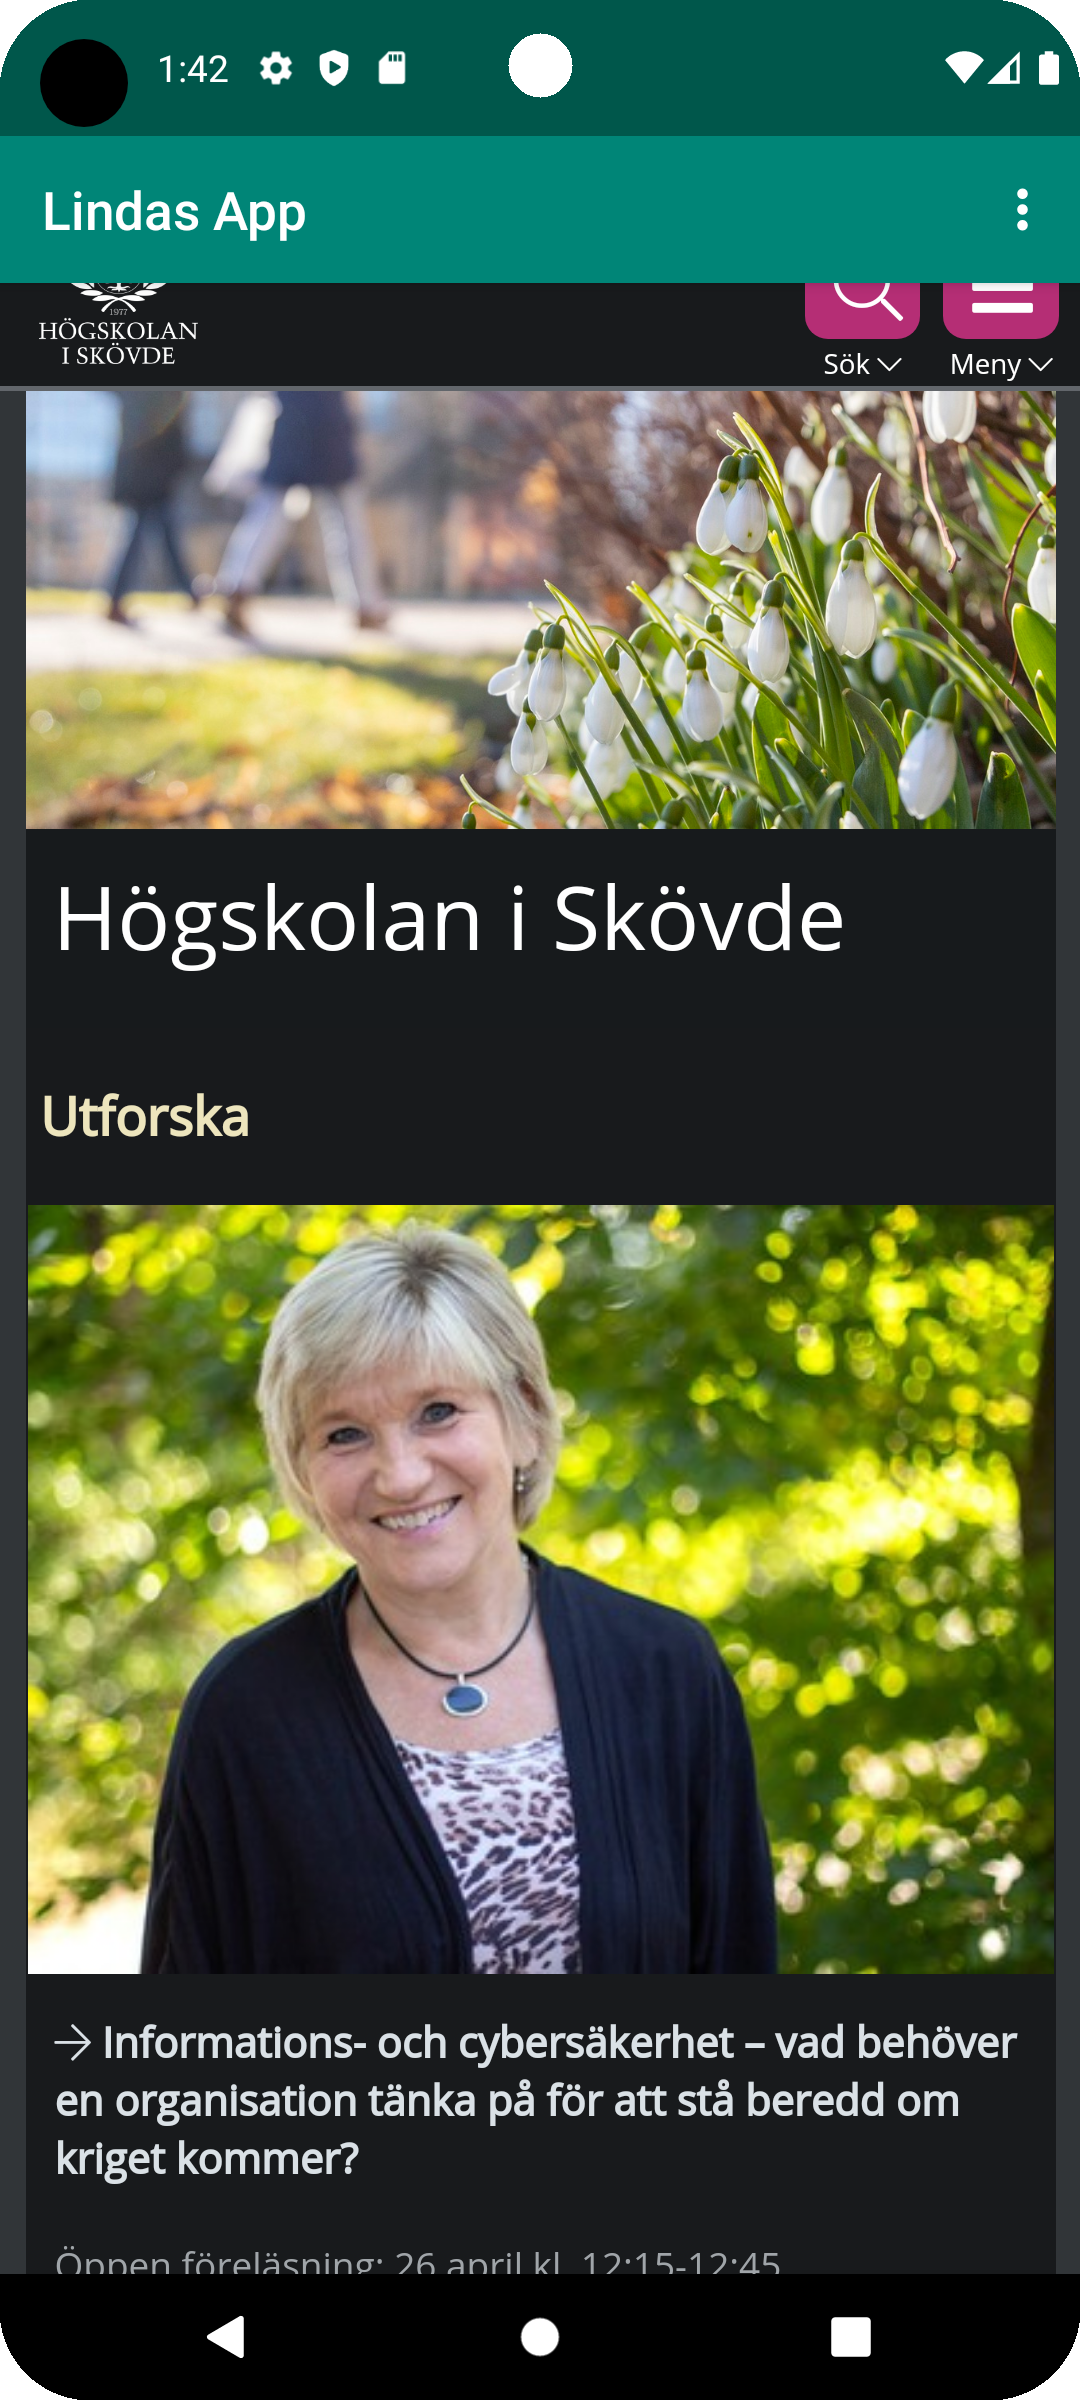 1:42
Lindas App
1977
HÖGSKOLAN
I SKÖVDE
Sök
Meny
Högskolan i Skövde
Utforska
Informations- och cybersäkerhet – vad behöver
en organisation tänka på för att stå beredd om
kriget kommer?
Öppen föreläsning: 26 april kl. 12:15-12:45